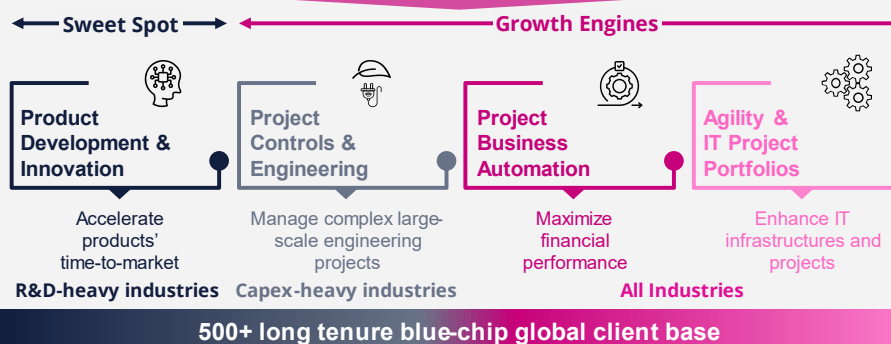 Sweet Spot
Growth Engines
Product
Development &
Innovation
Project
Controls &
Engineering
Project
Business
Automation
Agility &
IT Project
Portfolios
Accelerate
products'
time-to-market
Manage complex large-
scale engineering
projects
Maximize
financial
performance
Enhance IT
infrastructures and
projects
R&D-heavy industries
Capex-heavy industries
All Industries
500+ long tenure blue-chip global client base